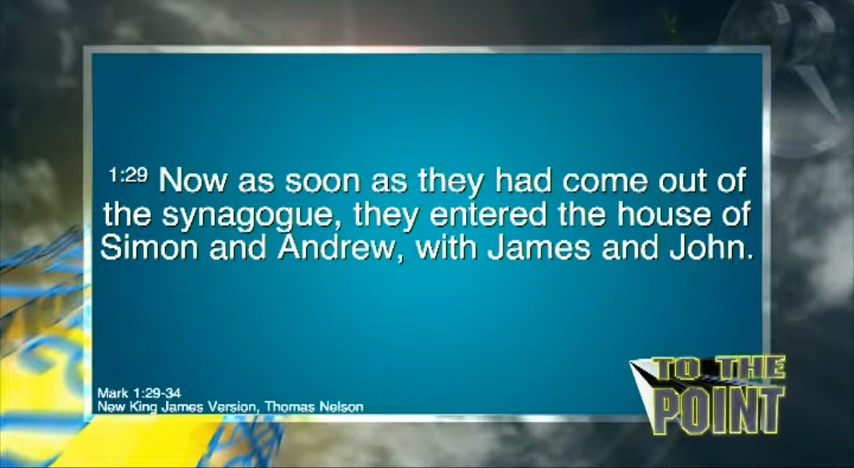 1:29 Now as soon as they had come out of
the synagogue, they entered the house of
Simon and Andrew, with James and John.
Mark 1:29-34
New King James Version, Thomas Nelson
TO THE
POINT